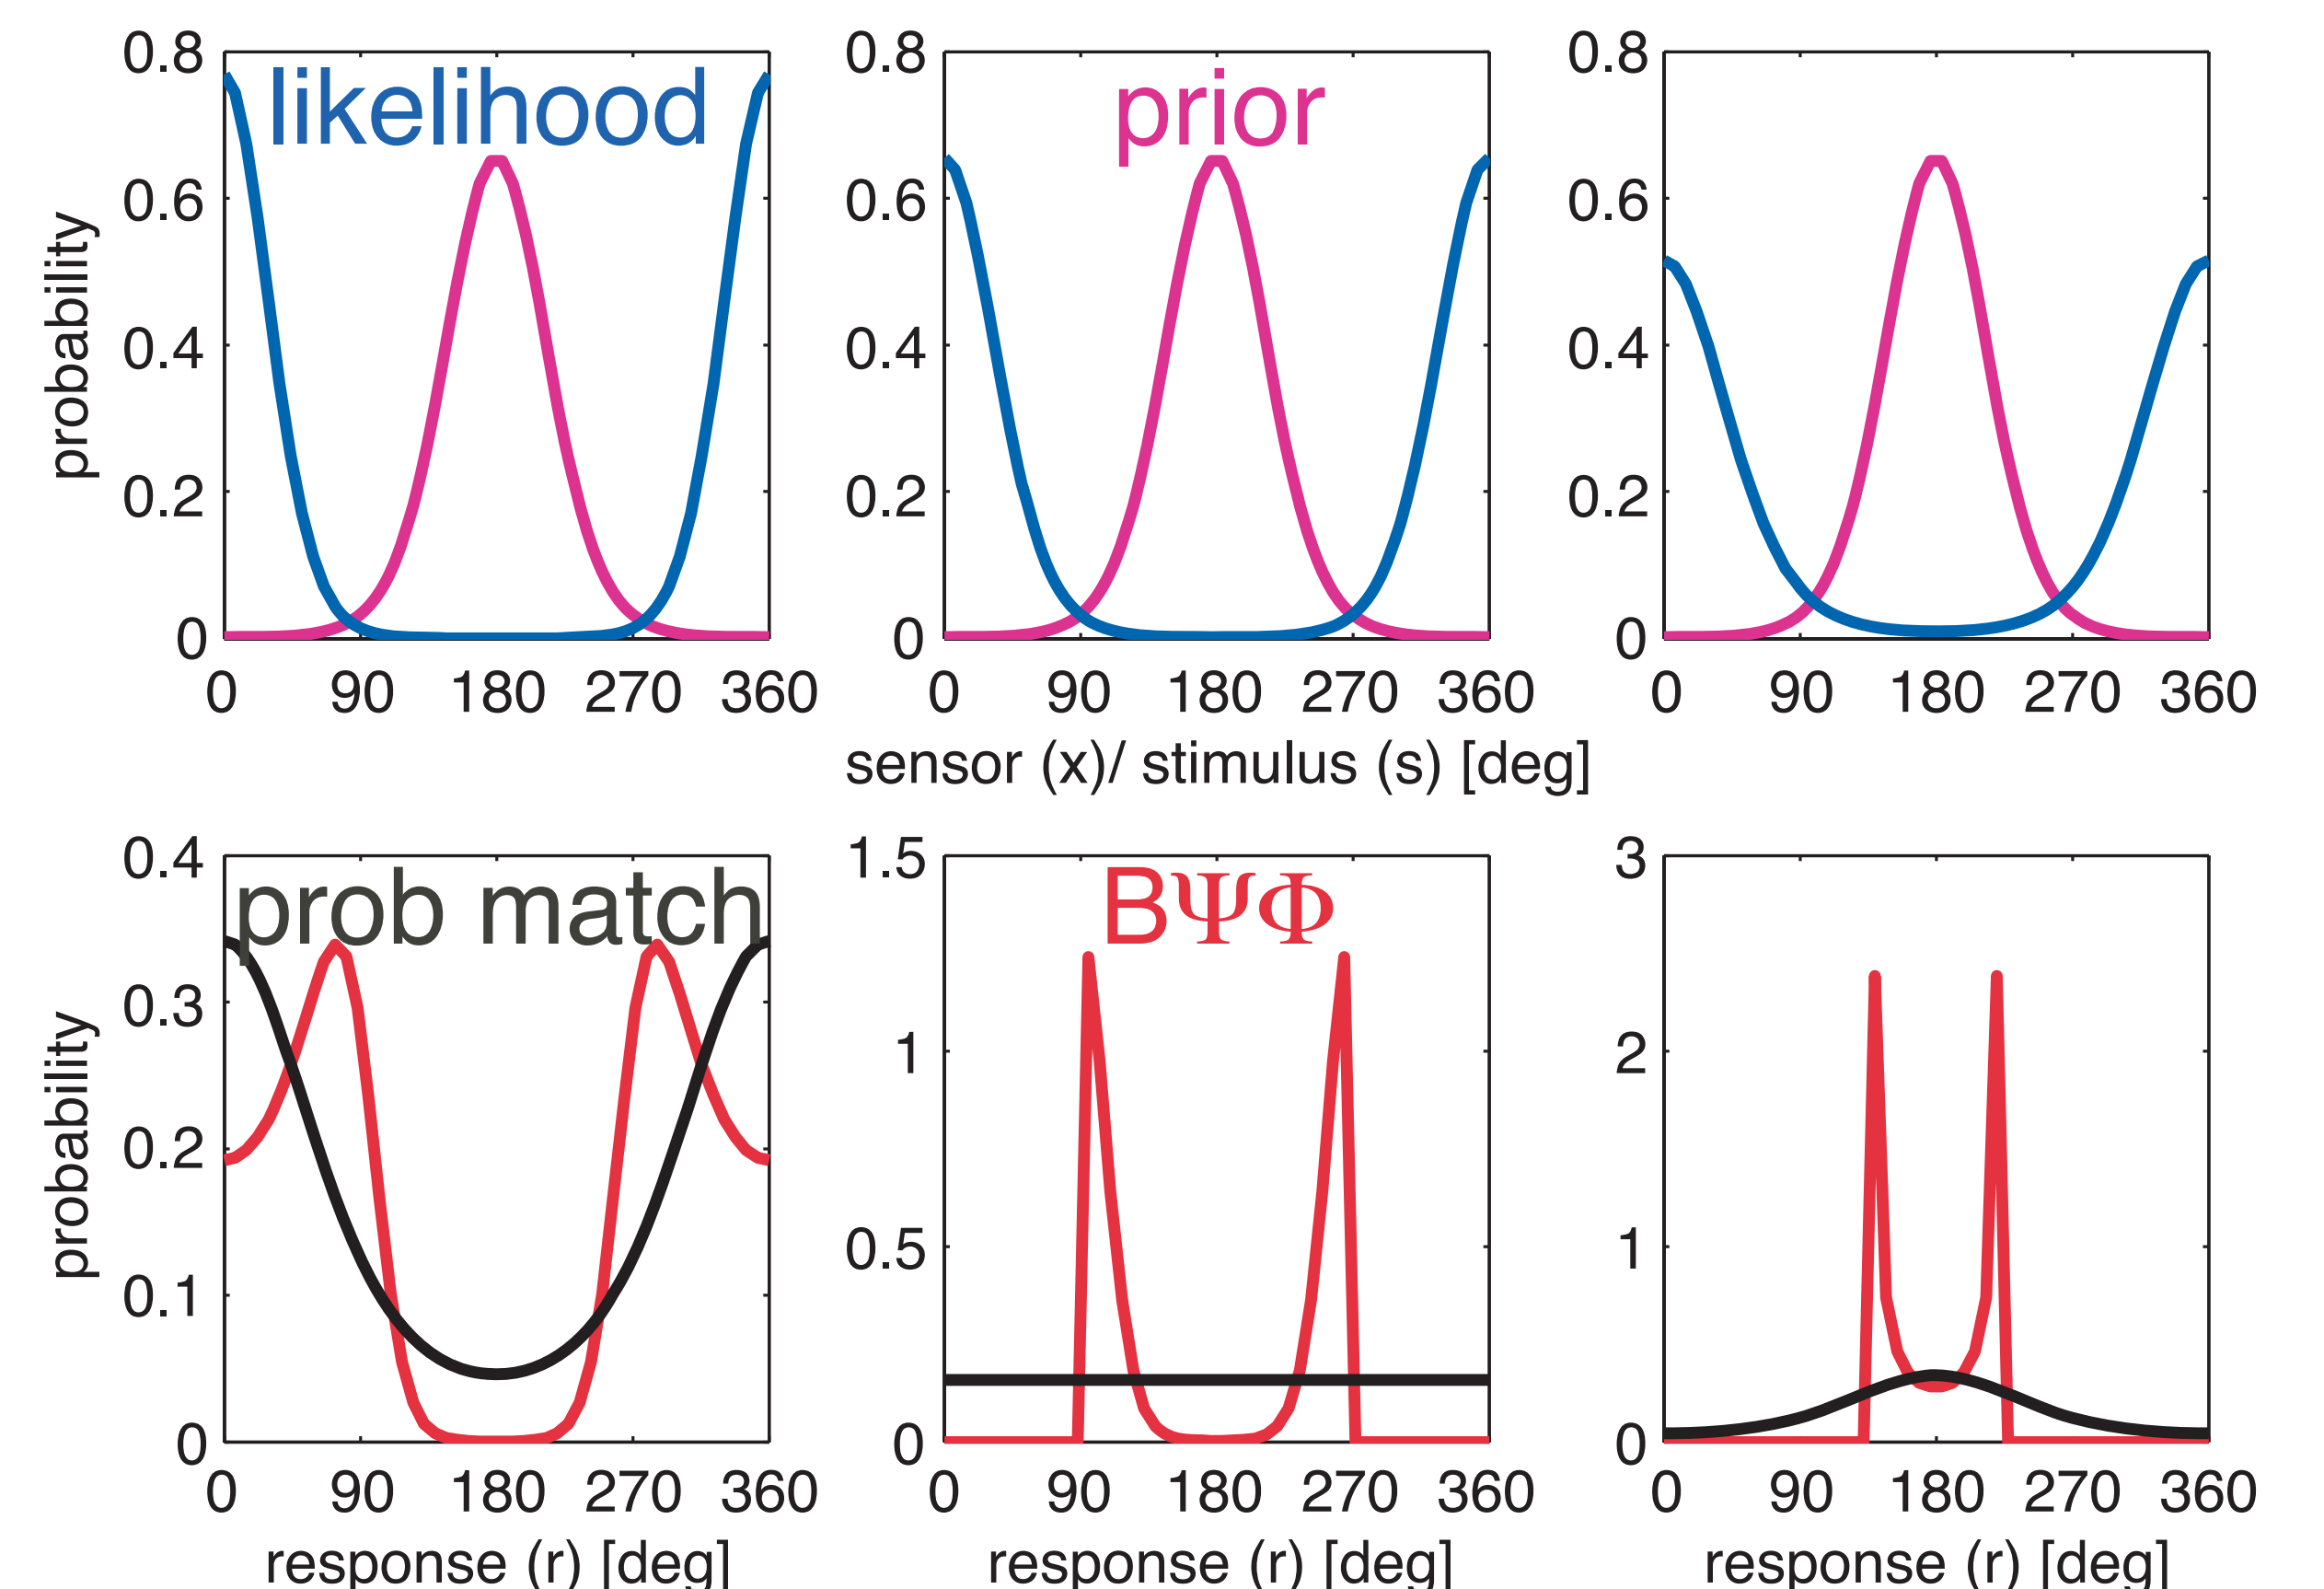 0.8
0.6
0.4
0.2
0
probability
likelihood
0 90 180 270 360
0.8
0.6
0.4
0.2
0
prior
0 90 180 270 360
0.8
0.6
0.4
0.2
0
0 90 180 270 360
sensor (x)/ stimulus (s) [deg]
0.4
0.3
0.2
0.1
0
probability
prob match
0 90 180 270 360
response (r) [deg]
1.5
1
0.5
0
BΨΦ
0 90 180 270 360
response (r) [deg]
3
2
1
0
0 90 180 270 360
response (r) [deg]